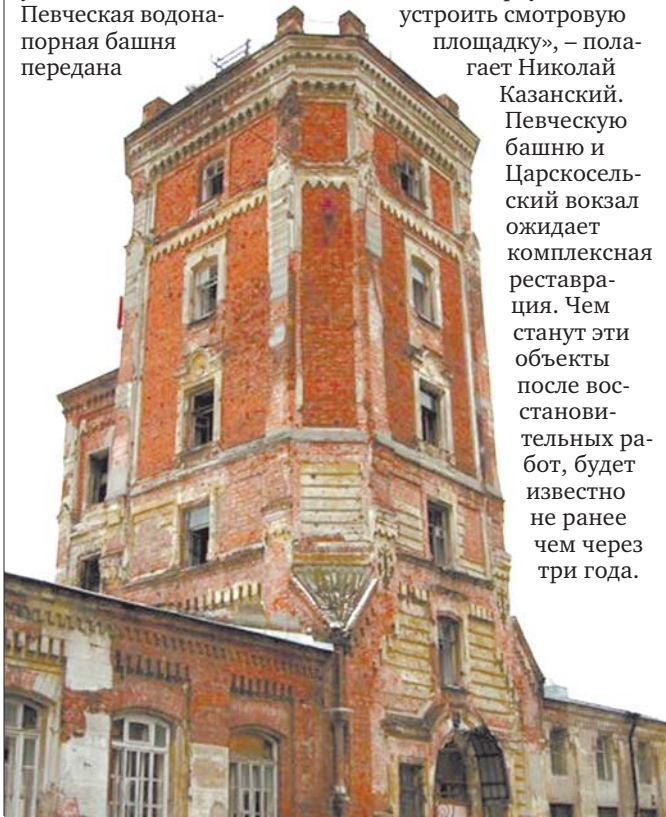 Певческая водона-
порная башня
передана
устроить смотровую
площадку», – пола-
гает Николай
Казанский.
Певческую
башню и
Царскосель-
ский вокзал
ожидает
комплексная
реставра-
ция. Чем
станут эти
объекты
после вос-
станови-
тельных ра-
бот, будет
известно
не ранее
чем через
три года.